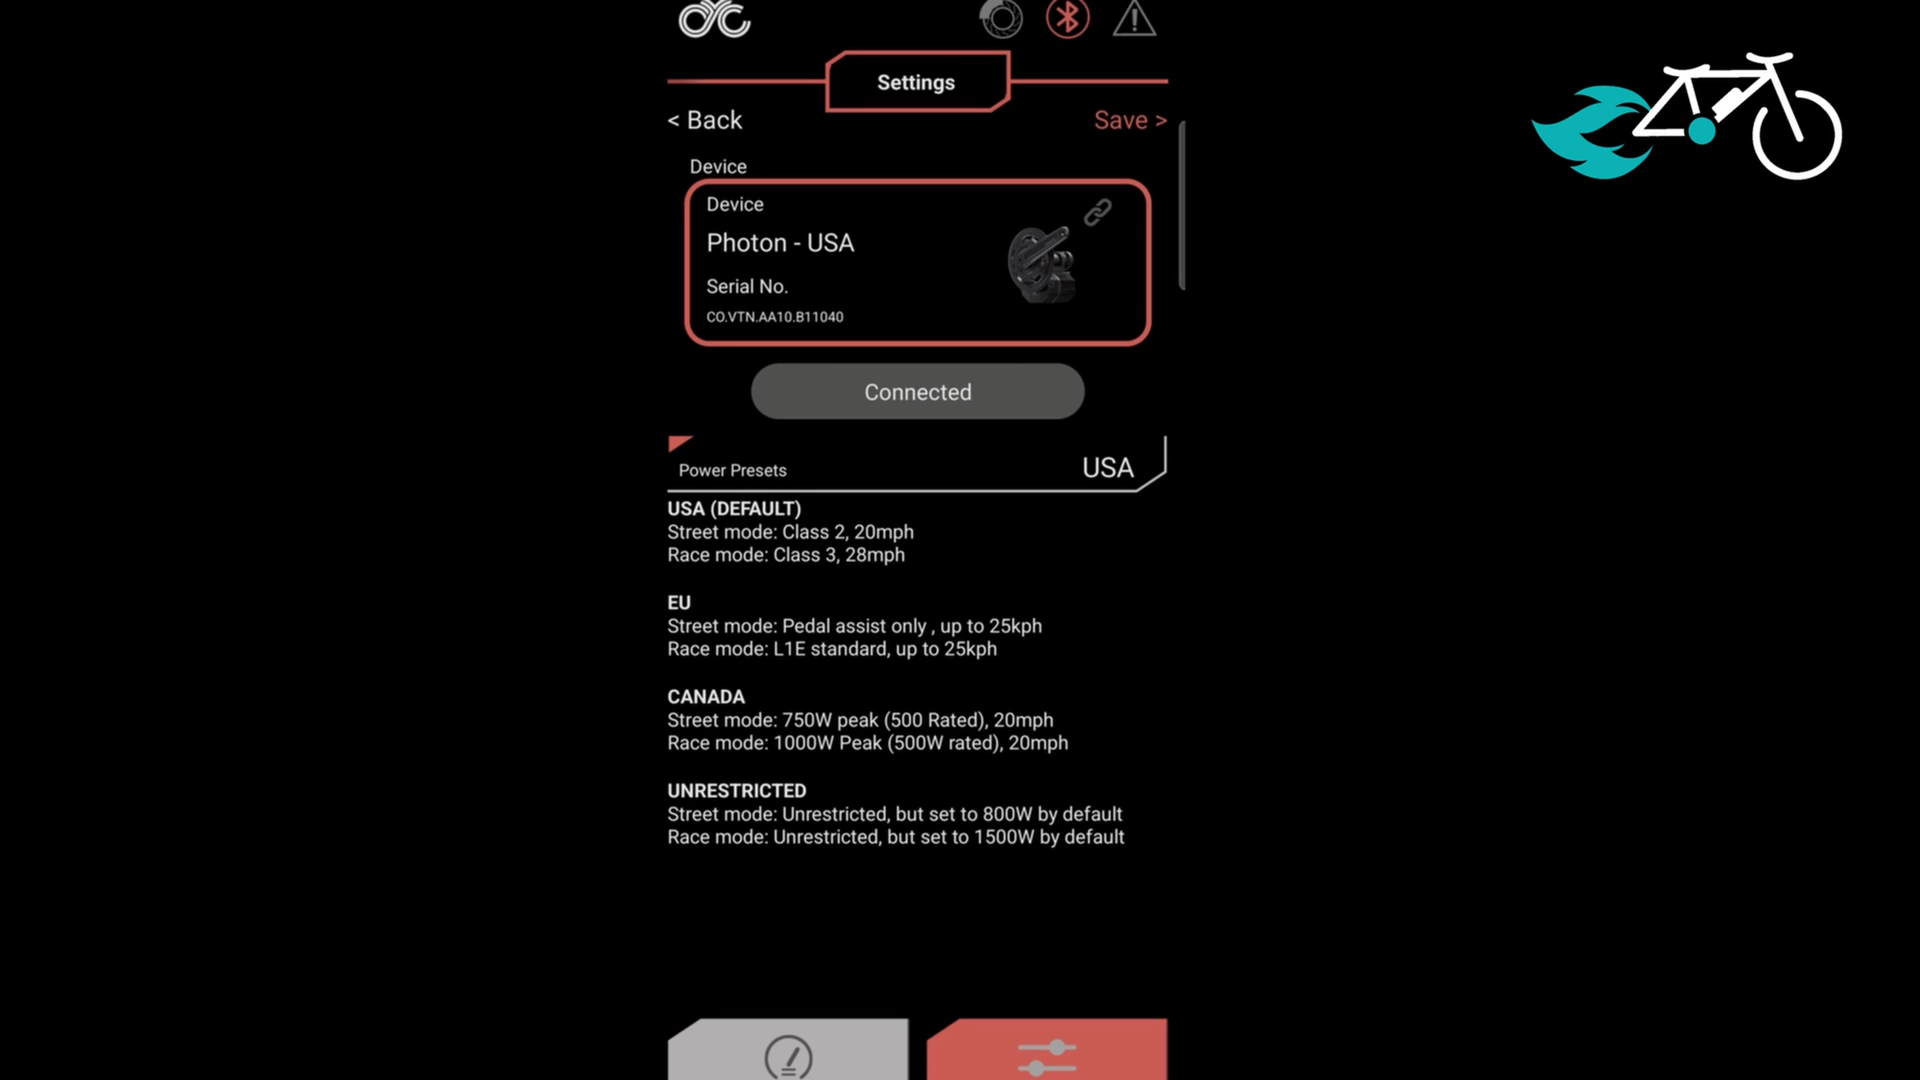 Settings
< Back
Save >
Device
Device
Photon - USA
Serial No.
CO.VTN.AA10.B11040
Connected
Power Presets
USA
USA (DEFAULT)
Street mode: Class 2, 20mph
Race mode: Class 3, 28mph
EU
Street mode: Pedal assist only , up to 25kph
Race mode: L1E standard, up to 25kph
CANADA
Street mode: 750W peak (500 Rated), 20mph
Race mode: 1000W Peak (500W rated), 20mph
UNRESTRICTED
Street mode: Unrestricted, but set to 800W by default
Race mode: Unrestricted, but set to 1500W by default